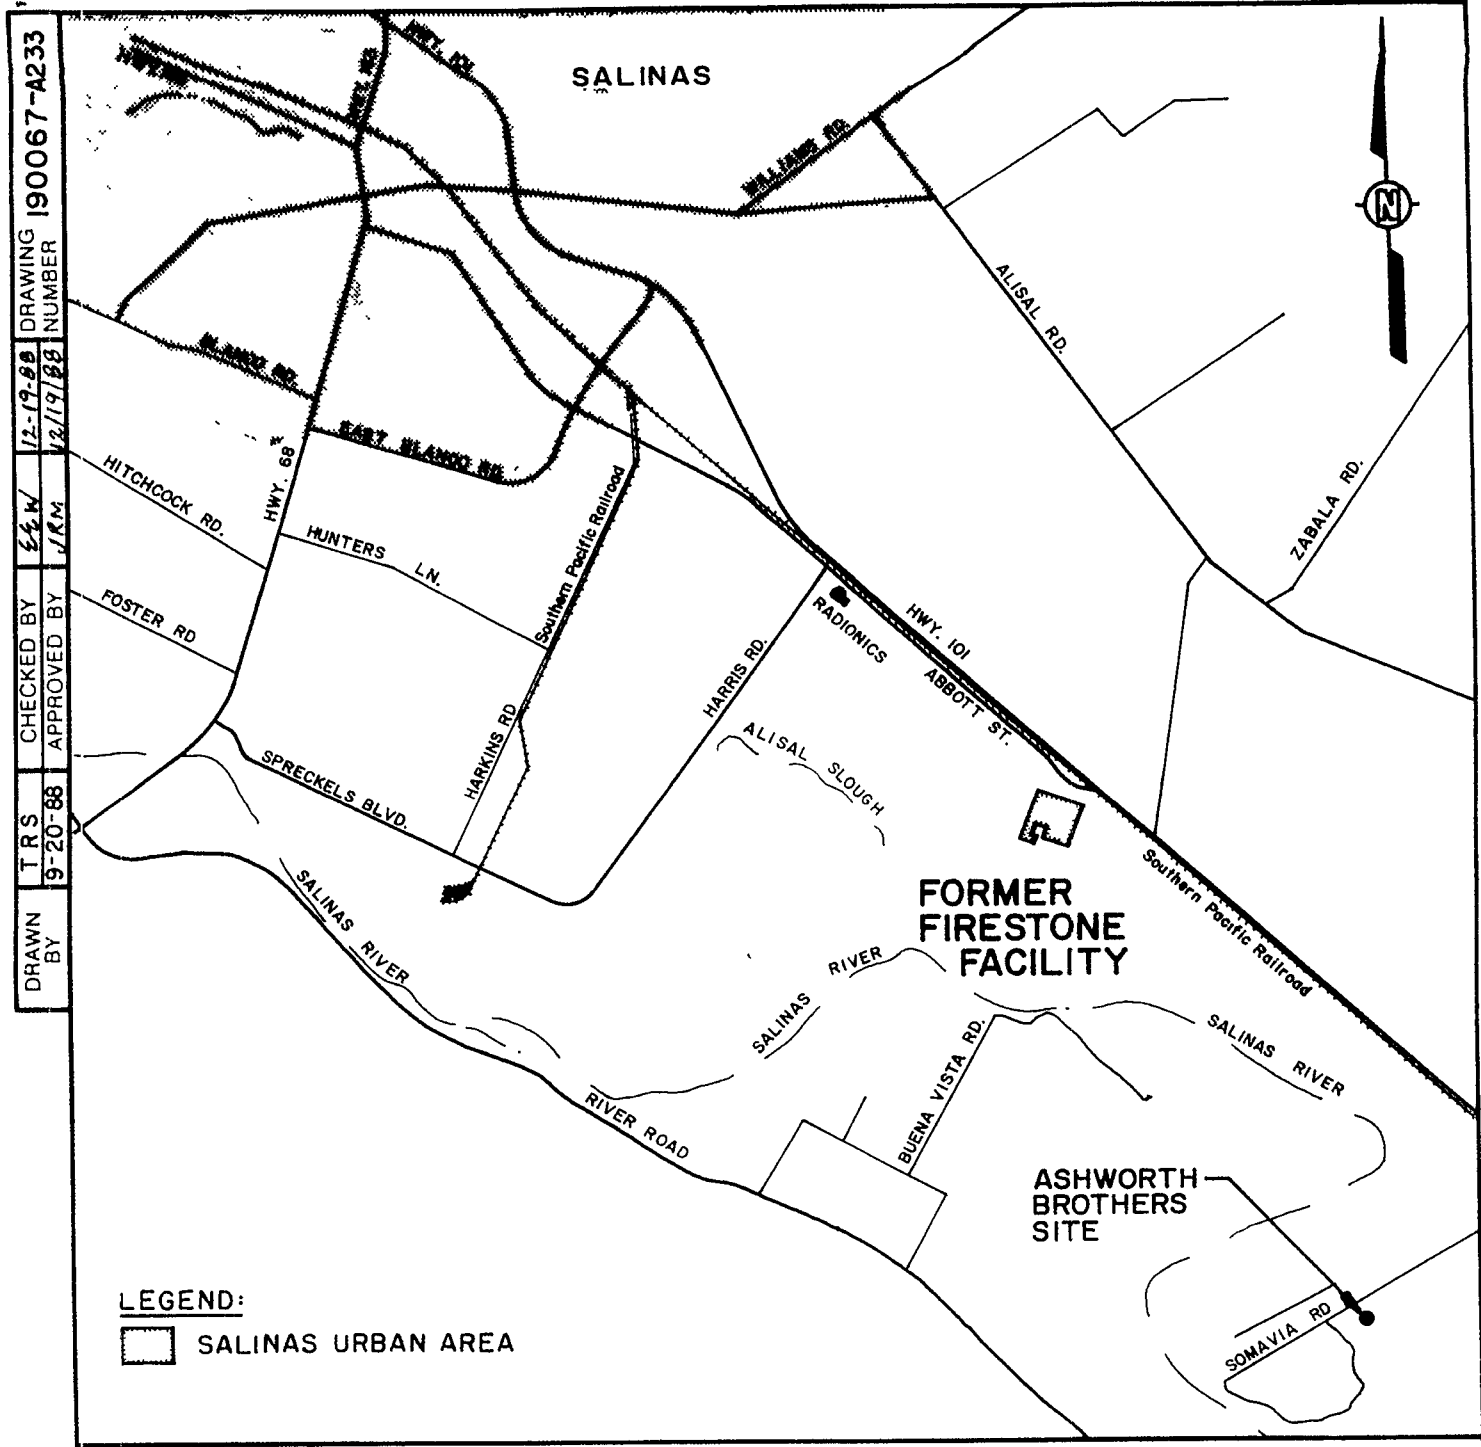 DRAWING
NUMBER
190067-A233
12-19-88
12/19/88
CHECKED BY
EEW
APPROVED BY
JRM
DRAWN
BY
TRS
9-20-88
SALINAS
N
WILLIAMS RD.
ALISAL RD.
ZABALA RD.
BLANCO RD.
EAST BLANCO RD.
HWY. 68
HITCHCOCK RD.
FOSTER RD
HUNTERS LN.
Southern Pacific Railroad
HARKINS RD
HARRIS RD.
SPRECKELS BLVD.
RADIONICS
HWY. 101
ABBOTT ST.
ALISAL SLOUGH
FORMER
FIRESTONE
FACILITY
Southern Pacific Railroad
SALINAS RIVER
SALINAS RIVER
SALINAS RIVER
RIVER ROAD
BUENA VISTA RD.
ASHWORTH
BROTHERS
SITE
SOMAVIA RD
LEGEND:
SALINAS URBAN AREA